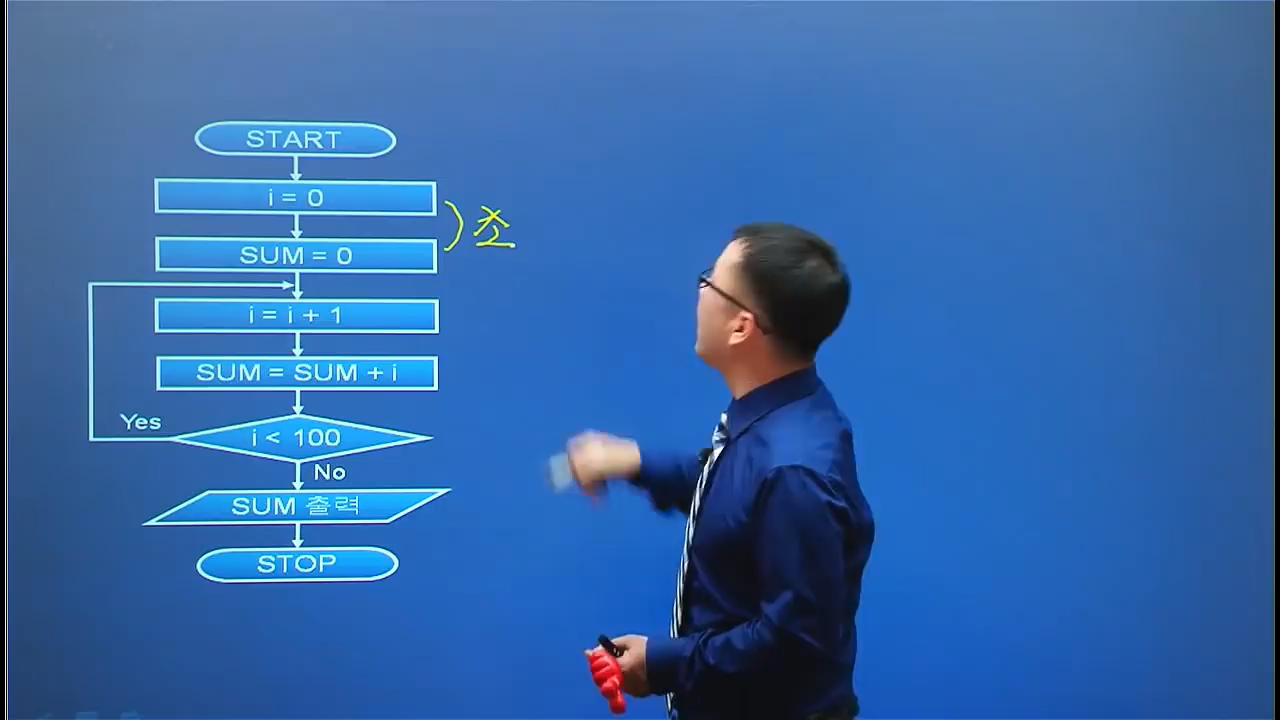 START
i = 0
SUM = 0
초
i = i + 1
SUM = SUM + i
Yes
i < 100
No
SUM 출력
STOP